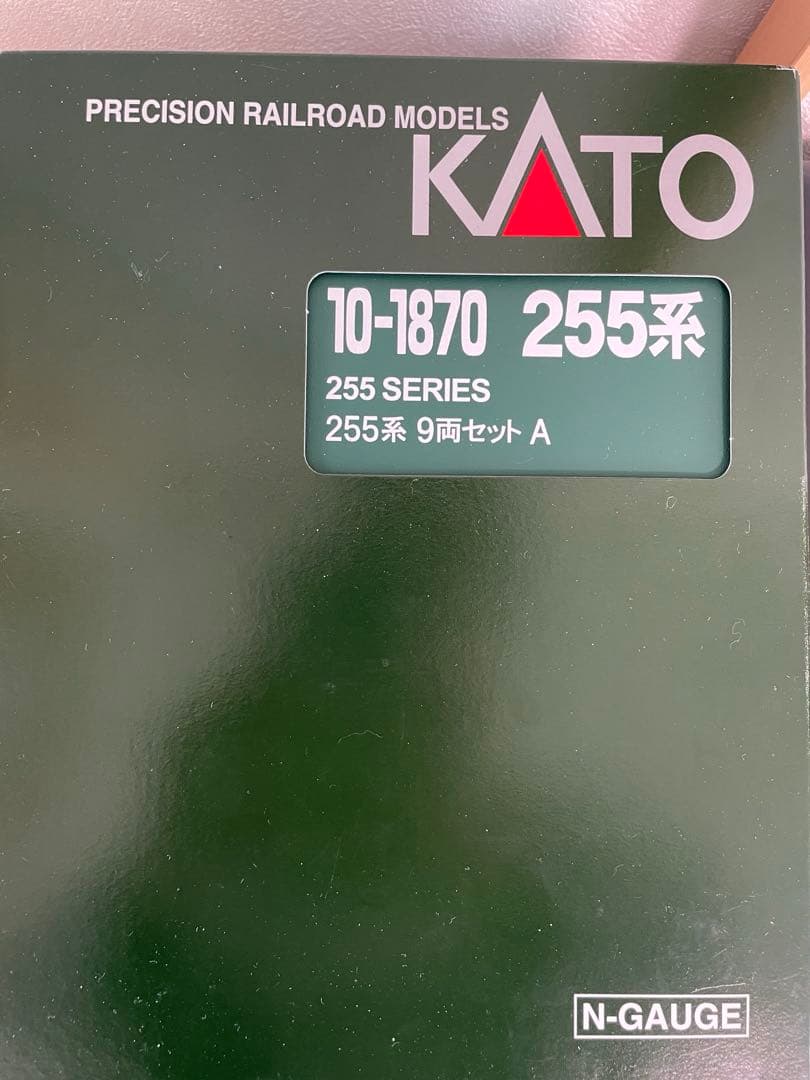 PRECISION RAILROAD MODELS
KATO
10-1870 255系
255 SERIES
255系 9両セット A
N-GAUGE